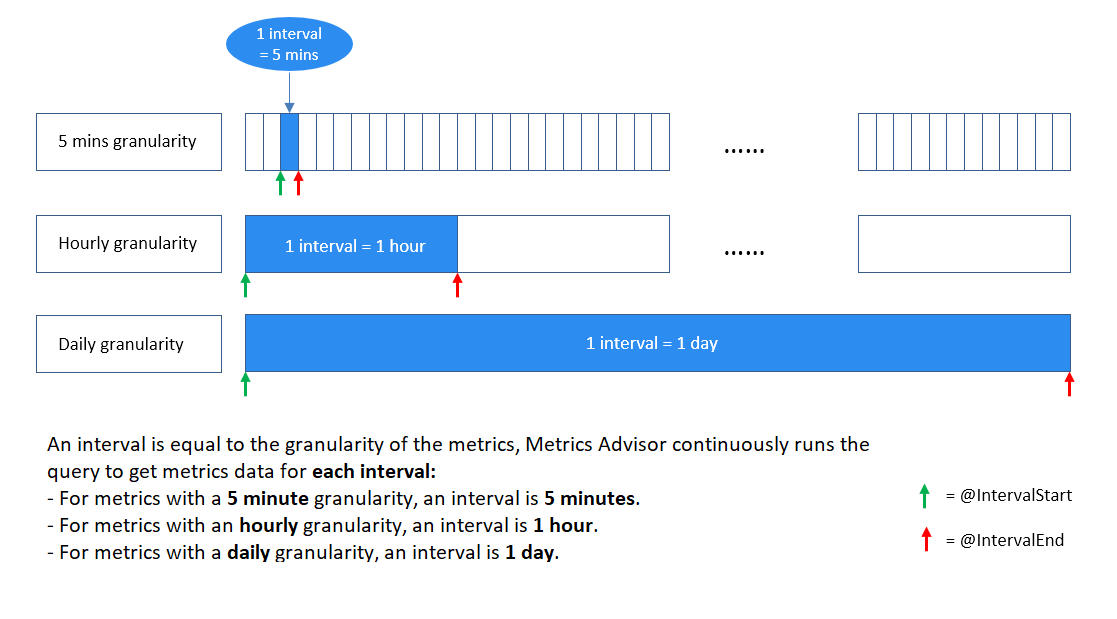 1 interval
= 5 mins
5 mins granularity
......
Hourly granularity
1 interval = 1 hour
......
Daily granularity
1 interval = 1 day
An interval is equal to the granularity of the metrics, Metrics Advisor continuously runs the
query to get metrics data for each interval:
- For metrics with a 5 minute granularity, an interval is 5 minutes.
- For metrics with an hourly granularity, an interval is 1 hour.
- For metrics with a daily granularity, an interval is 1 day.
= @IntervalStart
= @IntervalEnd